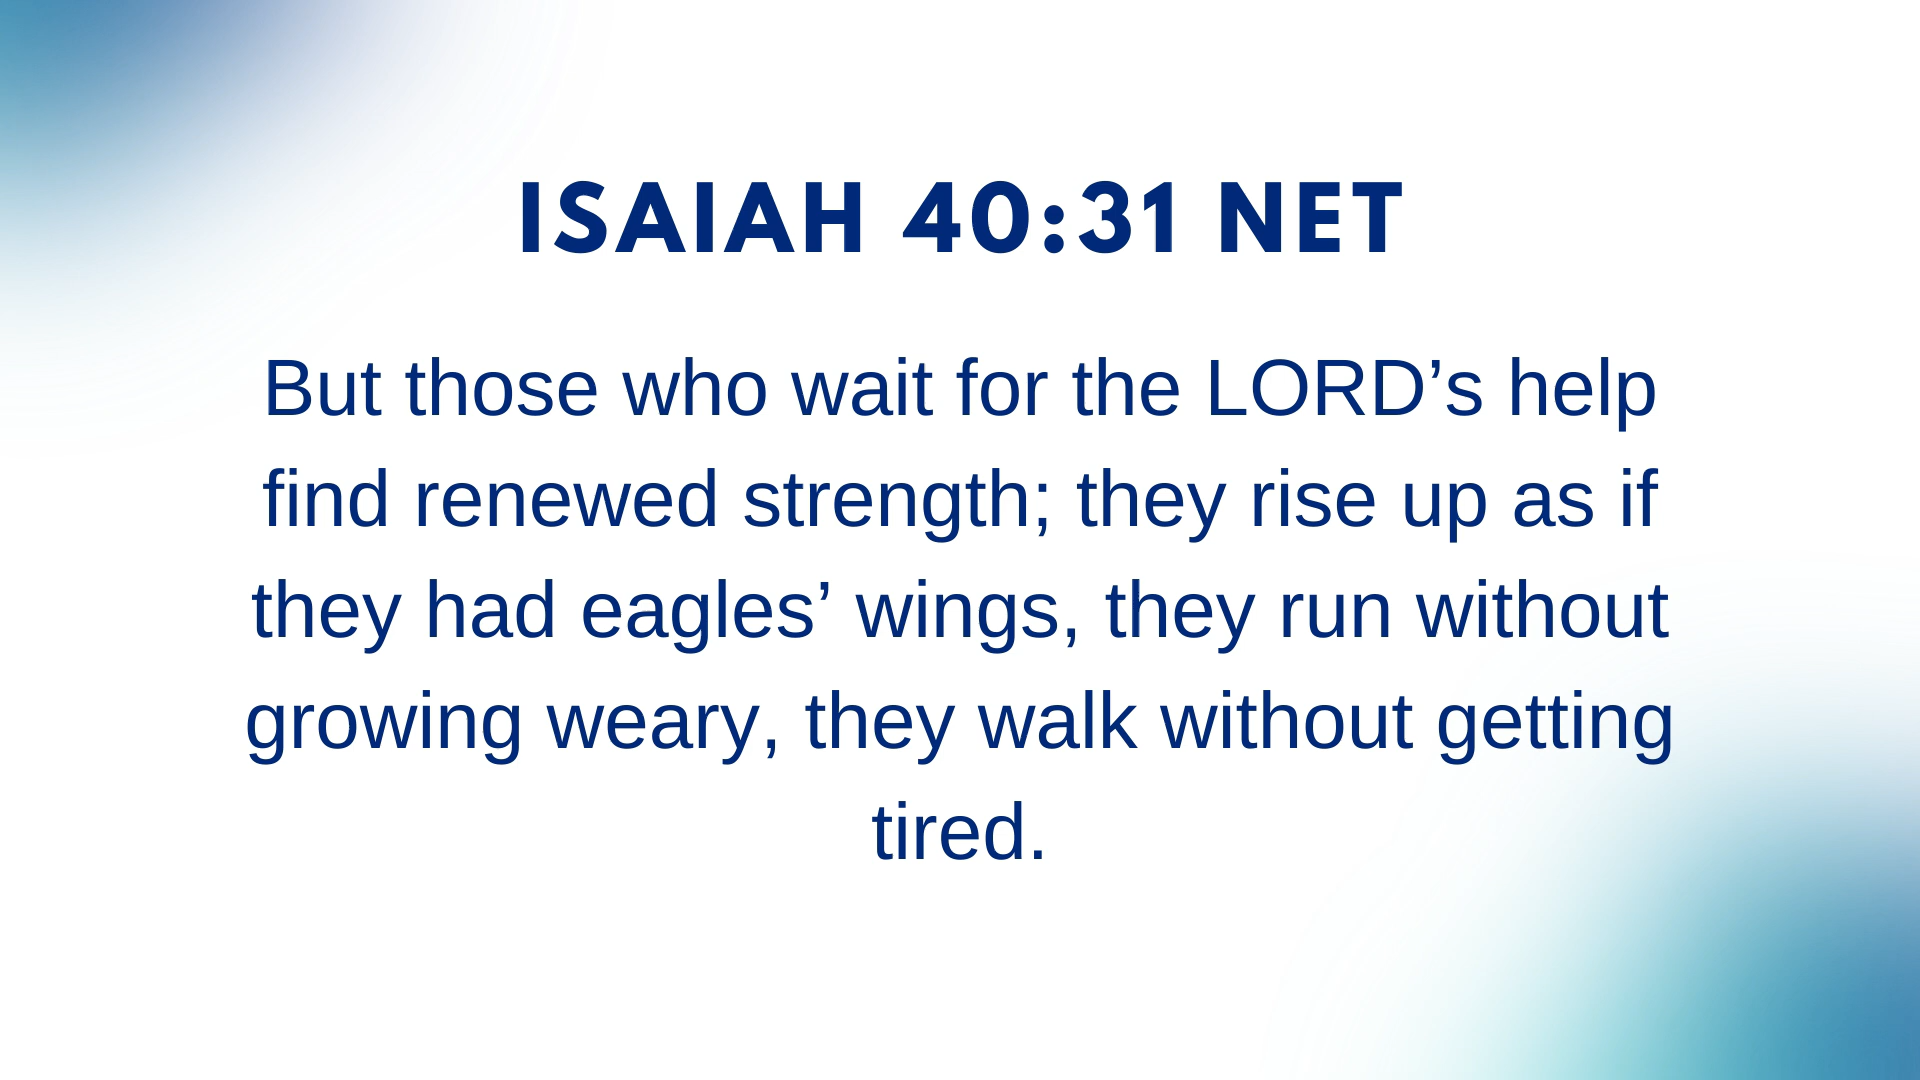 ISAIAH 40:31 NET
But those who wait for the LORD’s help
find renewed strength; they rise up as if
they had eagles’ wings, they run without
growing weary, they walk without getting
tired.